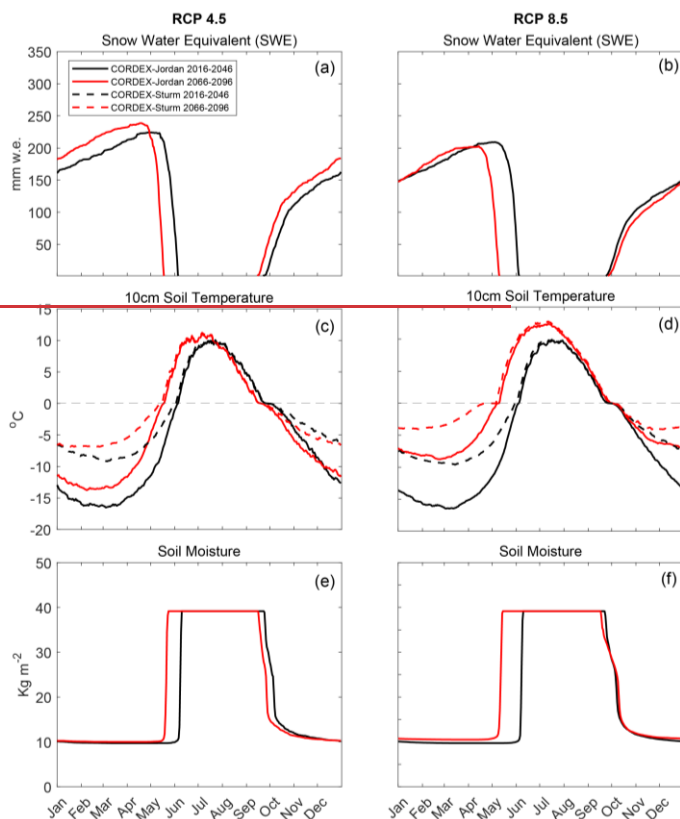 RCP 4.5
RCP 8.5
Snow Water Equivalent (SWE)
Snow Water Equivalent (SWE)
350
300
250
200
150
100
50
mm w.e.
CORDEX-Jordan 2016-2046
CORDEX-Jordan 2066-2096
CORDEX-Sturm 2016-2046
CORDEX-Sturm 2066-2096
(a)
(b)
10cm Soil Temperature
10cm Soil Temperature
15
10
5
0
-5
-10
-15
-20
°C
(c)
(d)
Soil Moisture
Soil Moisture
50
40
30
20
10
0
Kg m-2
(e)
(f)
Jan Feb Mar Apr May Jun Jul Aug Sep Oct Nov Dec
Jan Feb Mar Apr May Jun Jul Aug Sep Oct Nov Dec